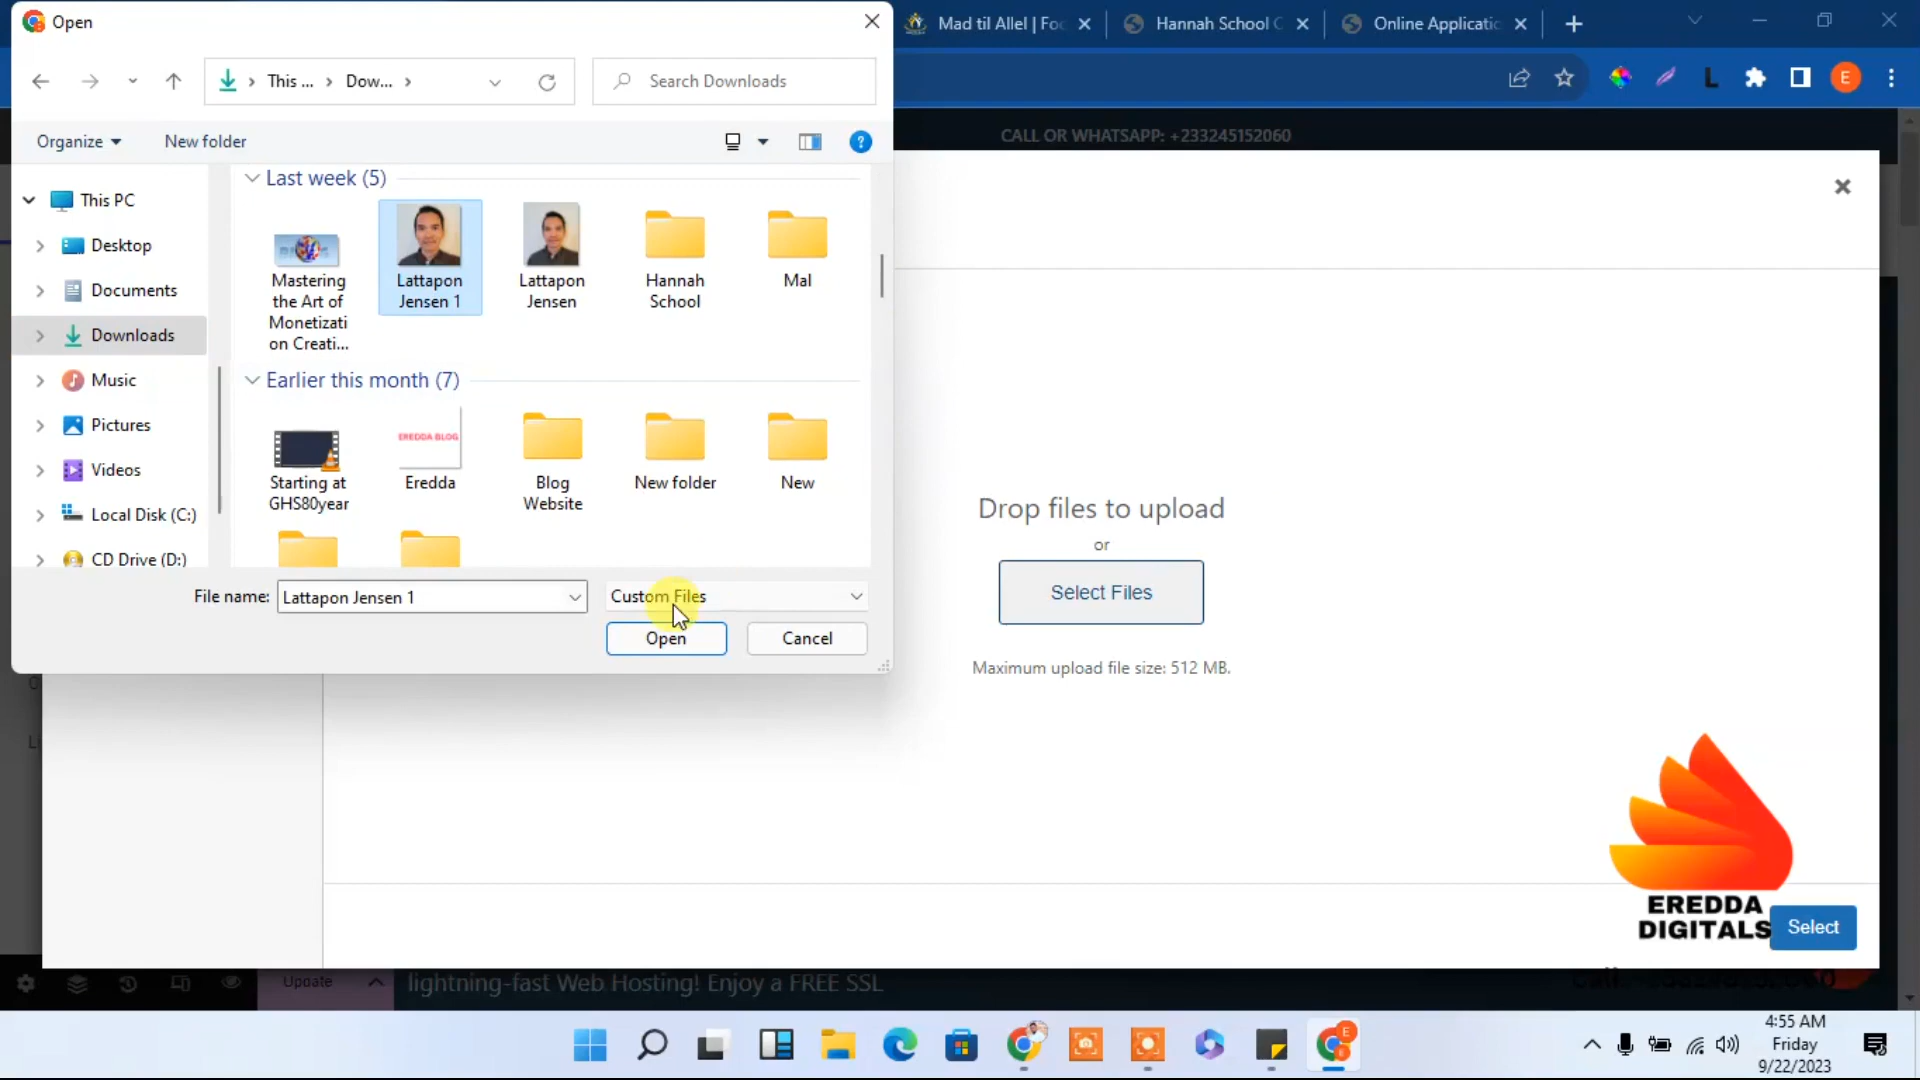 Open
Mad til Allel | Foo
Hannah School C
Online Applicatic
This ...
Dow...
Search Downloads
E
L
CALL OR WHATSAPP: +233245152060
Organize
New folder
This PC
Desktop
Documents
Downloads
Music
Pictures
Videos
Local Disk (C:)
CD Drive (D:)
Last week (5)
Mastering
the Art of
Monetizati
on Creati...
Lattapon
Jensen 1
Lattapon
Jensen
Hannah
School
Mal
Earlier this month (7)
Starting at
GHS80year
EREDDA BLOG
Eredda
Blog
Website
New folder
New
File name:
Lattapon Jensen 1
Custom Files
Open
Cancel
Drop files to upload
or
Select Files
Maximum upload file size: 512 MB.
EREDDA
DIGITALS
Select
Update
lightning-fast Web Hosting! Enjoy a FREE SSL
4:55 AM
Friday
9/22/2023